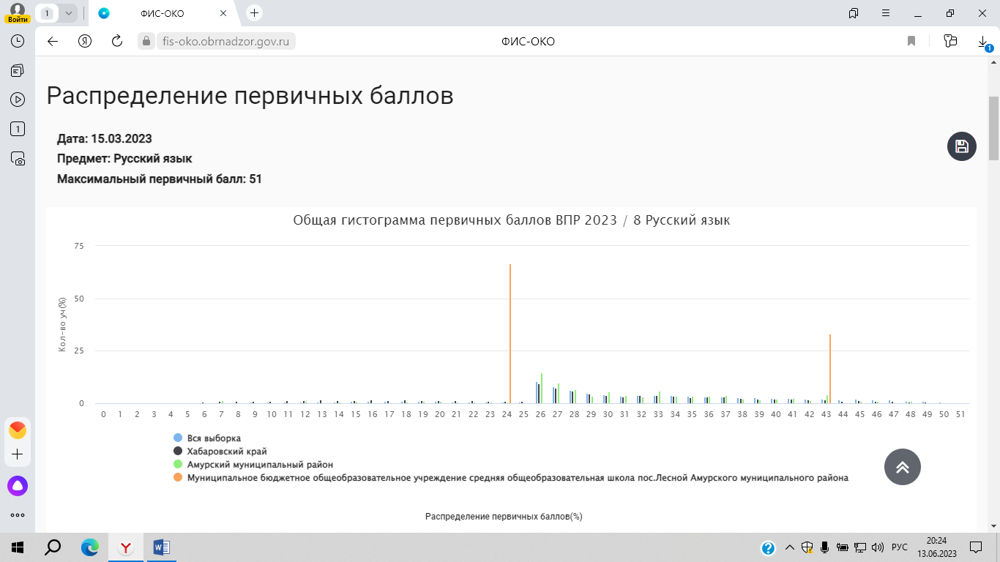 Войти
1
ФИС-ОКО
fis-oko.obrnadzor.gov.ru
ФИС-ОКО
1
1
Распределение первичных баллов
Дата: 15.03.2023
Предмет: Русский язык
Максимальный первичный балл: 51
Общая гистограмма первичных баллов ВПР 2023 / 8 Русский язык
75
50
25
0
Кол-во уч(%)
0 1 2 3 4 5 6 7 8 9 10 11 12 13 14 15 16 17 18 19 20 21 22 23 24 25 26 27 28 29 30 31 32 33 34 35 36 37 38 39 40 41 42 43 44 45 46 47 48 49 50 51
Вся выборка
Хабаровский край
Амурский муниципальный район
Муниципальное бюджетное общеобразовательное учреждение средняя общеобразовательная школа пос.Лесной Амурского муниципального района
Распределение первичных баллов(%)
РУС
20:24
13.06.2023